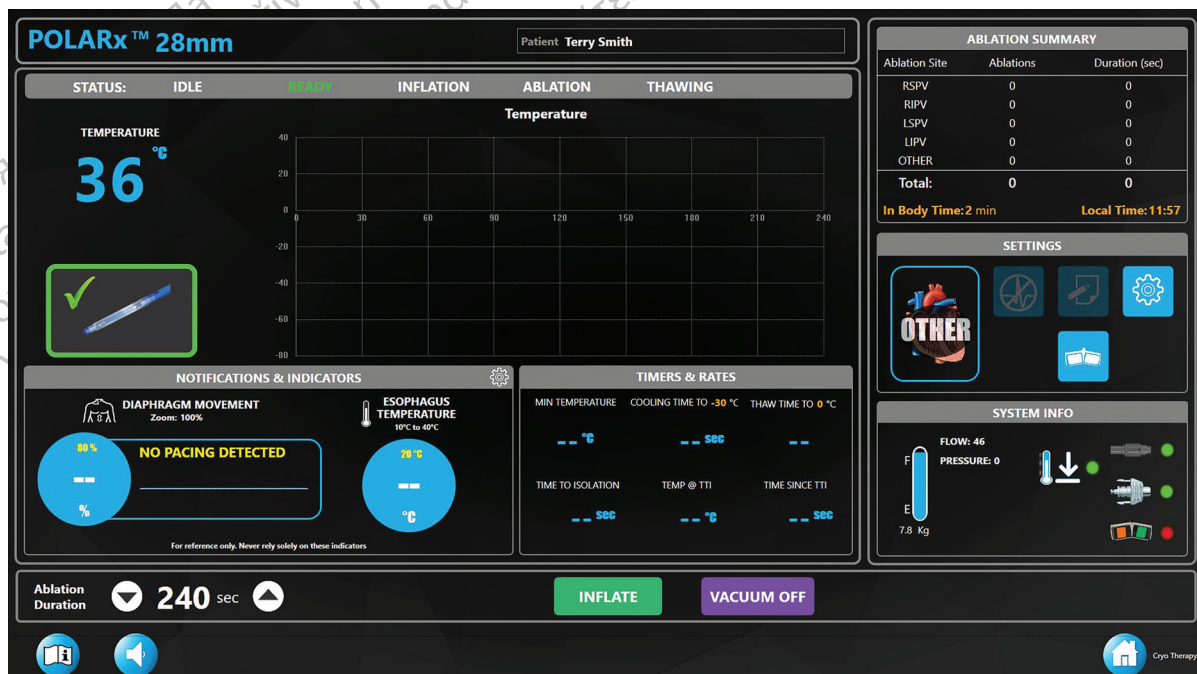 POLARx™ 28mm
Patient Terry Smith
STATUS: IDLE READY INFLATION ABLATION THAWING
TEMPERATURE
36 °C
Temperature
40
20
0
-20
-40
-60
-80
0 30 60 90 120 150 180 210 240
NOTIFICATIONS & INDICATORS
DIAPHRAGM MOVEMENT
Zoom: 100%
80 %
--
%
NO PACING DETECTED
ESOPHAGUS
TEMPERATURE
10°C to 40°C
20 °C
--
°C
For reference only. Never rely solely on these indicators
TIMERS & RATES
MIN TEMPERATURE COOLING TIME TO -30 °C THAW TIME TO 0 °C
-- °C -- sec --
TIME TO ISOLATION TEMP @ TTI TIME SINCE TTI
-- sec -- °C -- sec
ABLATION SUMMARY
Ablation Site Ablations Duration (sec)
RSPV 0 0
RIPV 0 0
LSPV 0 0
LIPV 0 0
OTHER 0 0
Total: 0 0
In Body Time: 2 min Local Time: 11:57
SETTINGS
OTHER
SYSTEM INFO
FLOW: 46
PRESSURE: 0
F
E
7.8 Kg
Ablation
Duration
240 sec
INFLATE
VACUUM OFF
Cryo Therapy